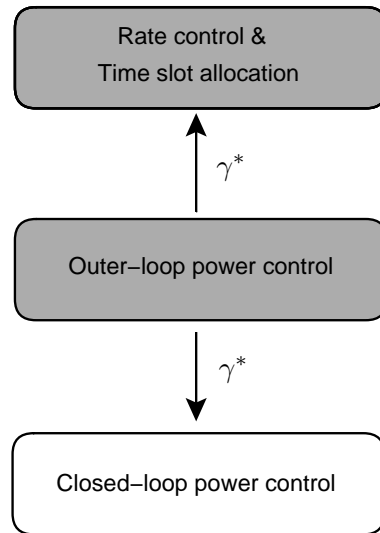 Rate control &
Time slot allocation
γ*
Outer−loop power control
γ*
Closed−loop power control